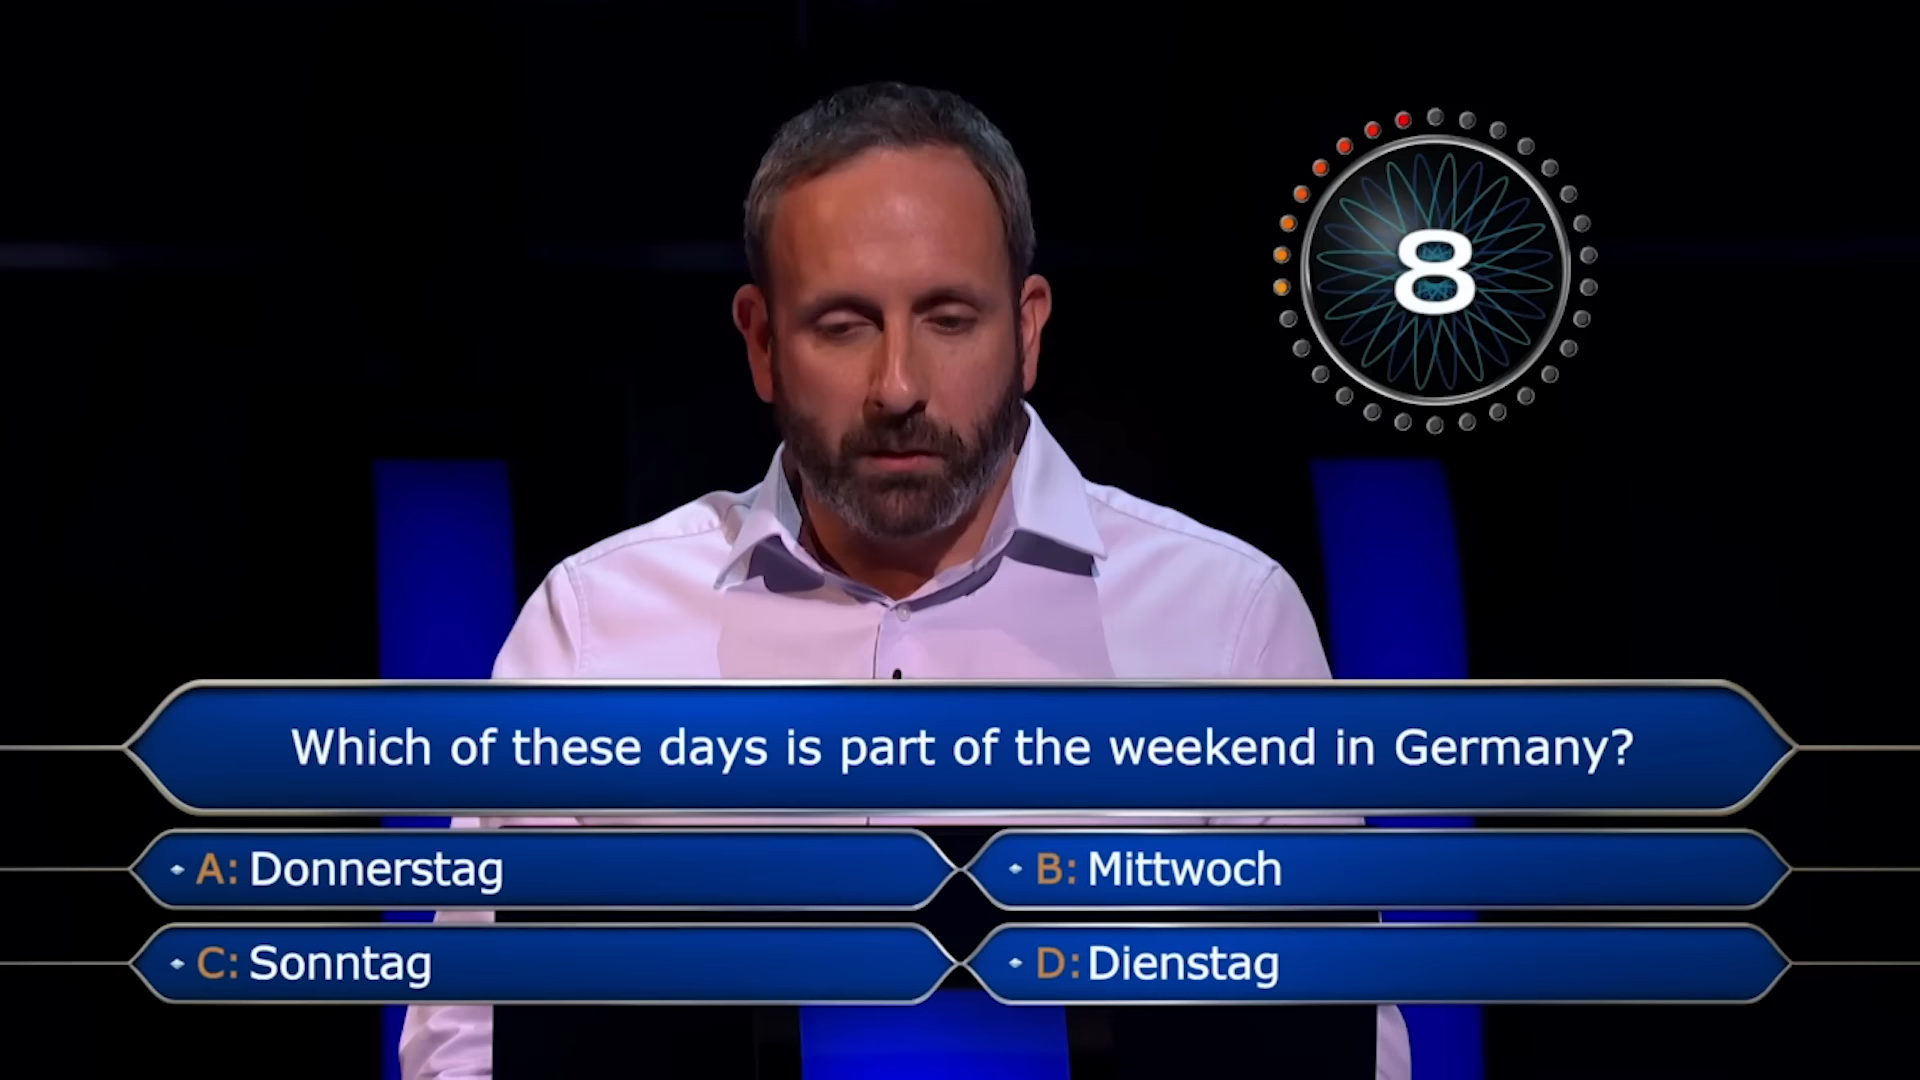 8
Which of these days is part of the weekend in Germany?
A: Donnerstag
B: Mittwoch
C: Sonntag
D: Dienstag